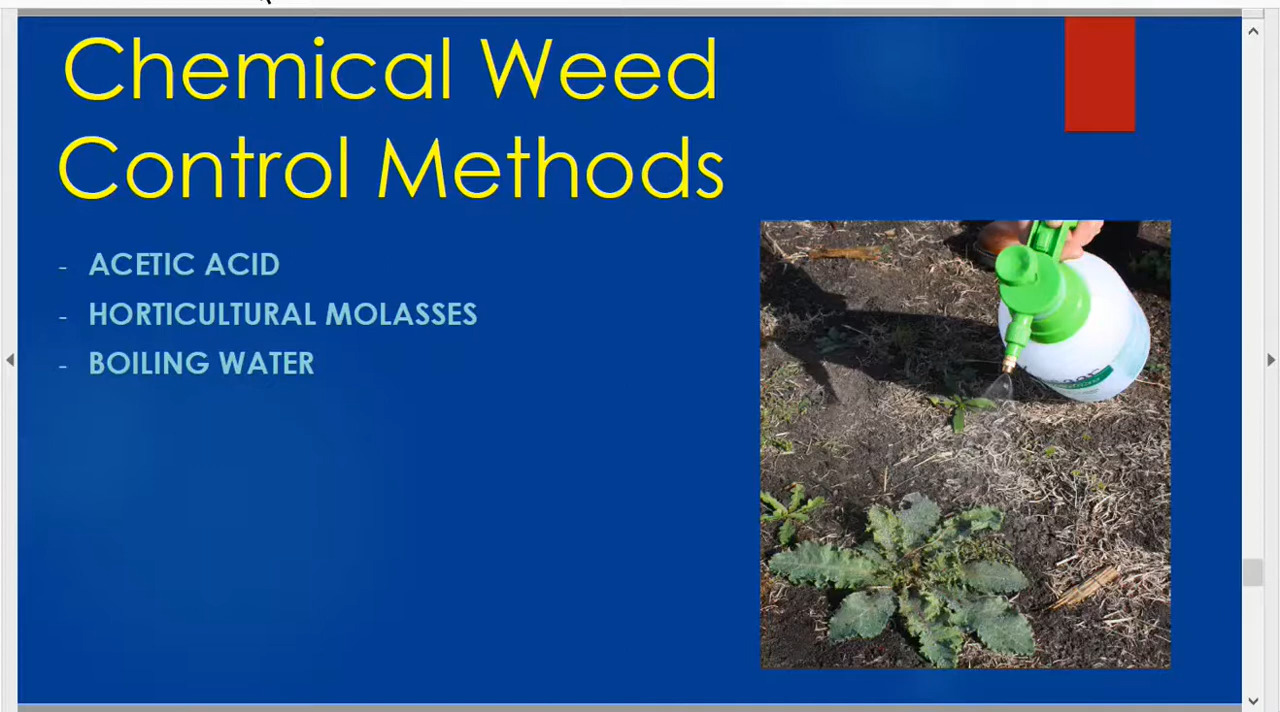 Chemical Weed
Control Methods
- ACETIC ACID
- HORTICULTURAL MOLASSES
- BOILING WATER